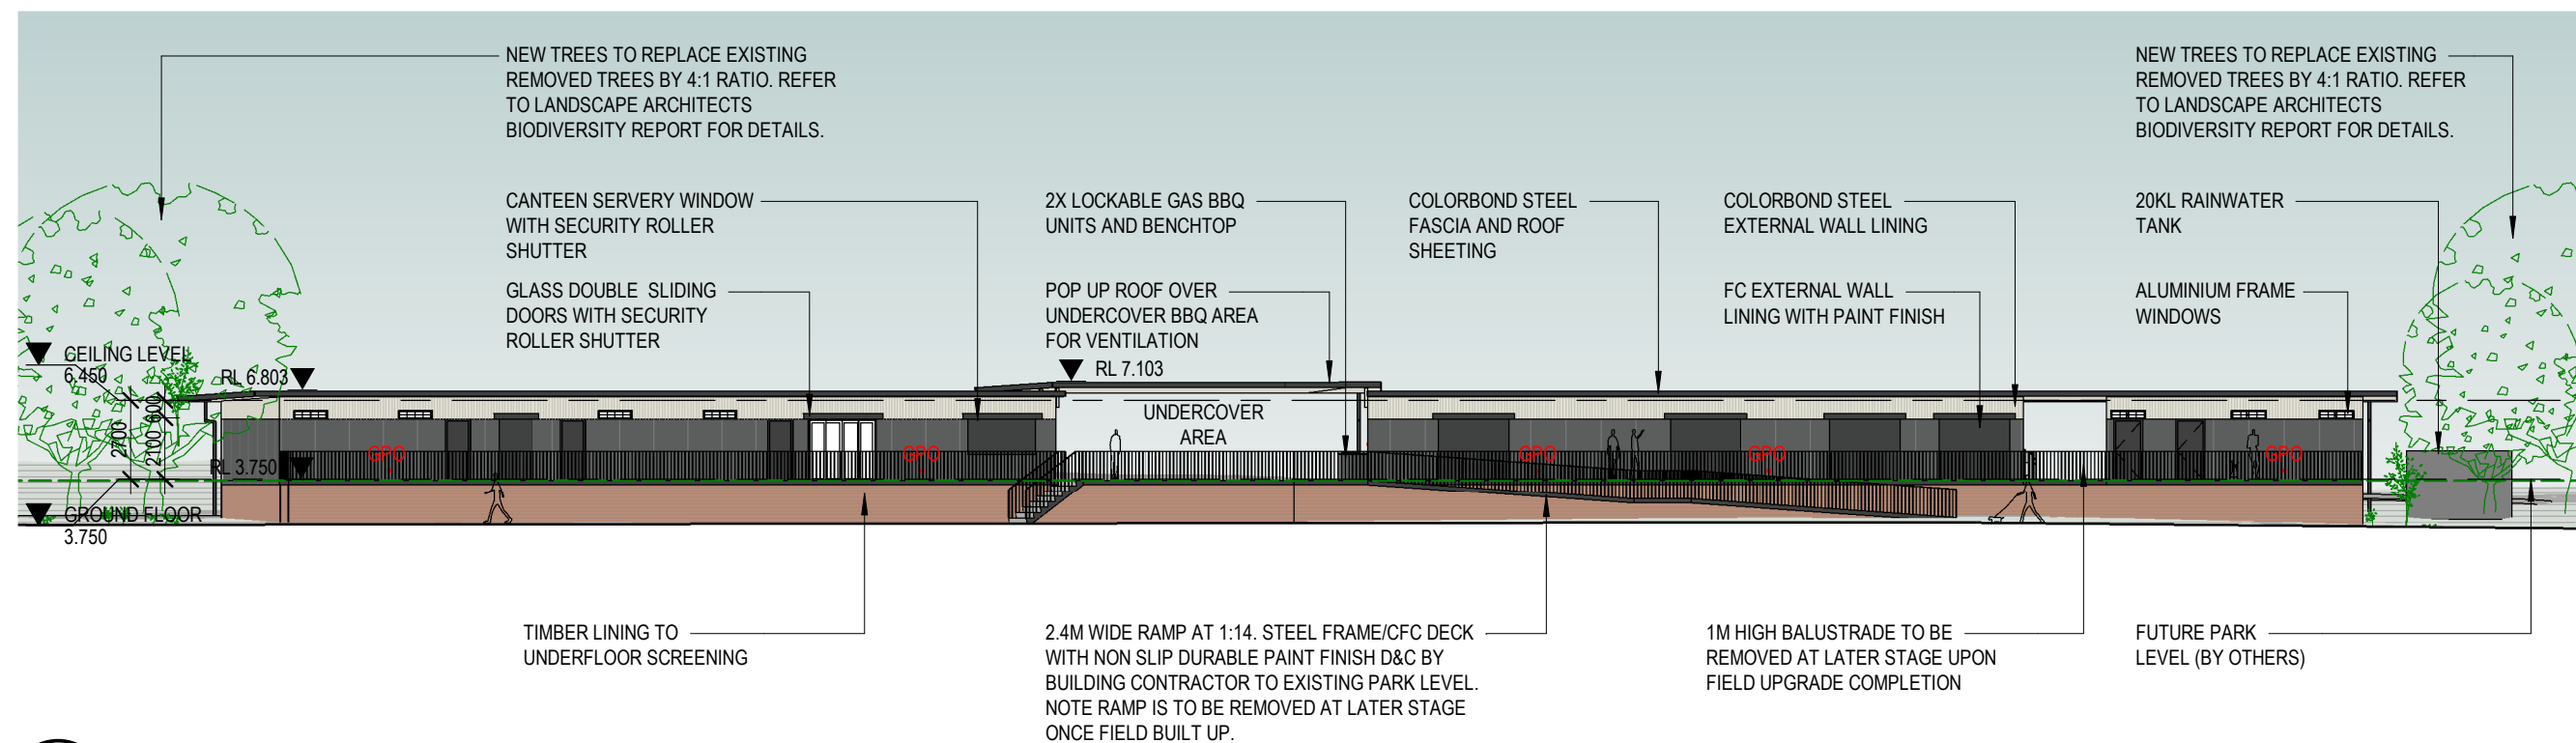 NEW TREES TO REPLACE EXISTING
REMOVED TREES BY 4:1 RATIO. REFER
TO LANDSCAPE ARCHITECTS
BIODIVERSITY REPORT FOR DETAILS.
NEW TREES TO REPLACE EXISTING
REMOVED TREES BY 4:1 RATIO. REFER
TO LANDSCAPE ARCHITECTS
BIODIVERSITY REPORT FOR DETAILS.
CANTEEN SERVERY WINDOW
WITH SECURITY ROLLER
SHUTTER
2X LOCKABLE GAS BBQ
UNITS AND BENCHTOP
COLORBOND STEEL
FASCIA AND ROOF
SHEETING
COLORBOND STEEL
EXTERNAL WALL LINING
20KL RAINWATER
TANK
GLASS DOUBLE SLIDING
DOORS WITH SECURITY
ROLLER SHUTTER
POP UP ROOF OVER
UNDERCOVER BBQ AREA
FOR VENTILATION
FC EXTERNAL WALL
LINING WITH PAINT FINISH
ALUMINIUM FRAME
WINDOWS
CEILING LEVEL
6.450
RL 6.803
RL 7.103
600
2700
2100
UNDERCOVER
AREA
GPO
GPO
GPO
GPO
GPO
RL 3.750
GROUND FLOOR
3.750
TIMBER LINING TO
UNDERFLOOR SCREENING
2.4M WIDE RAMP AT 1:14. STEEL FRAME/CFC DECK
WITH NON SLIP DURABLE PAINT FINISH D&C BY
BUILDING CONTRACTOR TO EXISTING PARK LEVEL.
NOTE RAMP IS TO BE REMOVED AT LATER STAGE
ONCE FIELD BUILT UP.
1M HIGH BALUSTRADE TO BE
REMOVED AT LATER STAGE UPON
FIELD UPGRADE COMPLETION
FUTURE PARK
LEVEL (BY OTHERS)